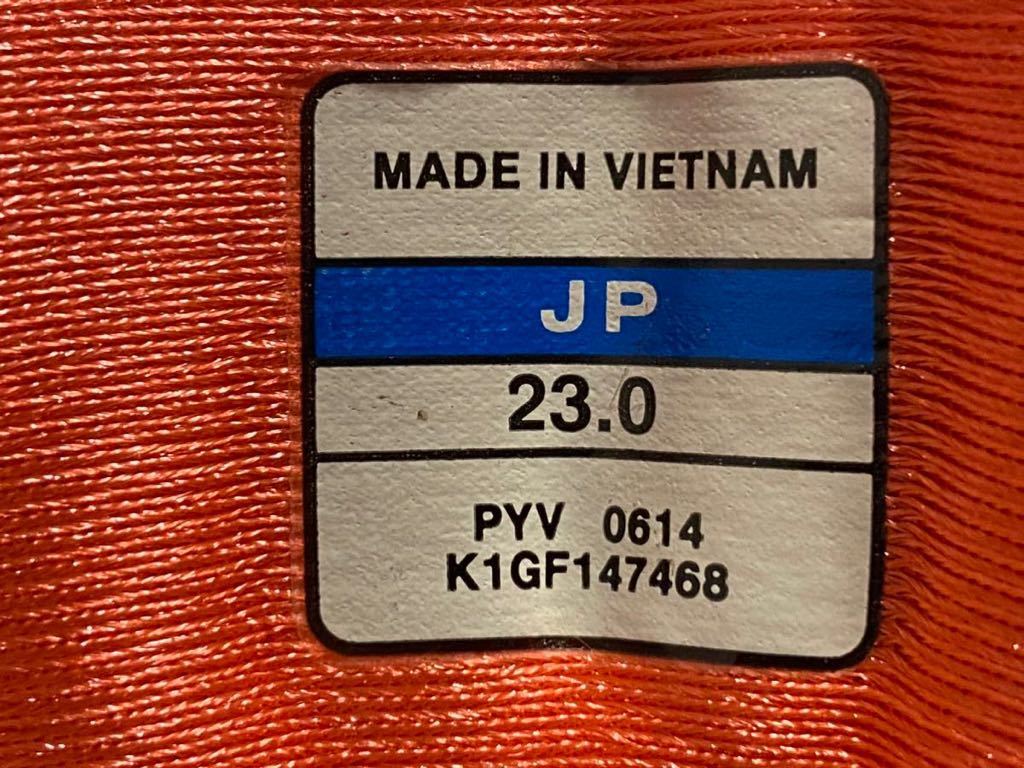 MADE IN VIETNAM
JP
23.0
PYV 0614
K1GF147468